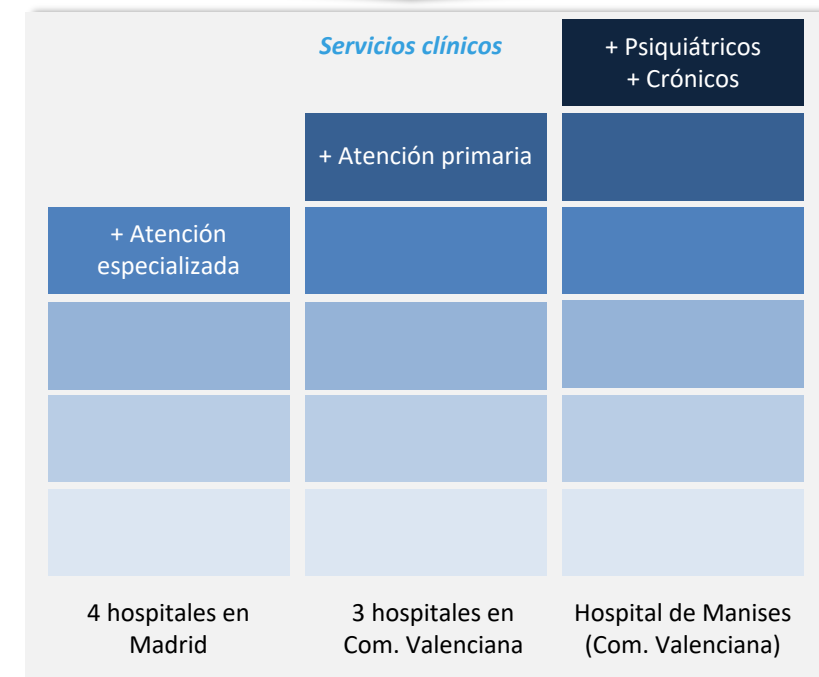 Servicios clínicos
+ Psiquiátricos
+ Crónicos
+ Atención primaria
+ Atención
especializada
4 hospitales en
Madrid
3 hospitales en
Com. Valenciana
Hospital de Manises
(Com. Valenciana)